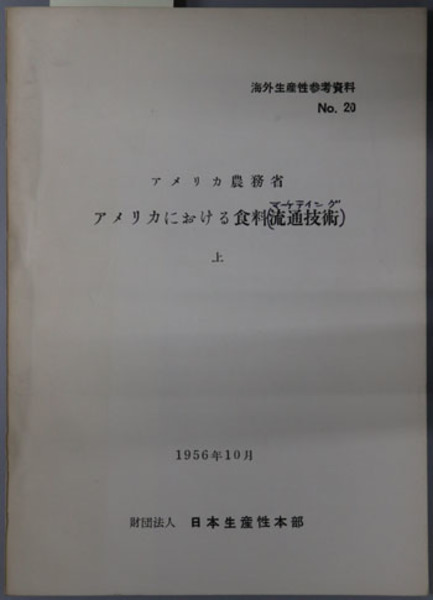 海外生産性参考資料
No. 20
アメリカ農務省
マーケティング
アメリカにおける食料(流通技術)
上
1956年10月
財団法人 日本生産性本部